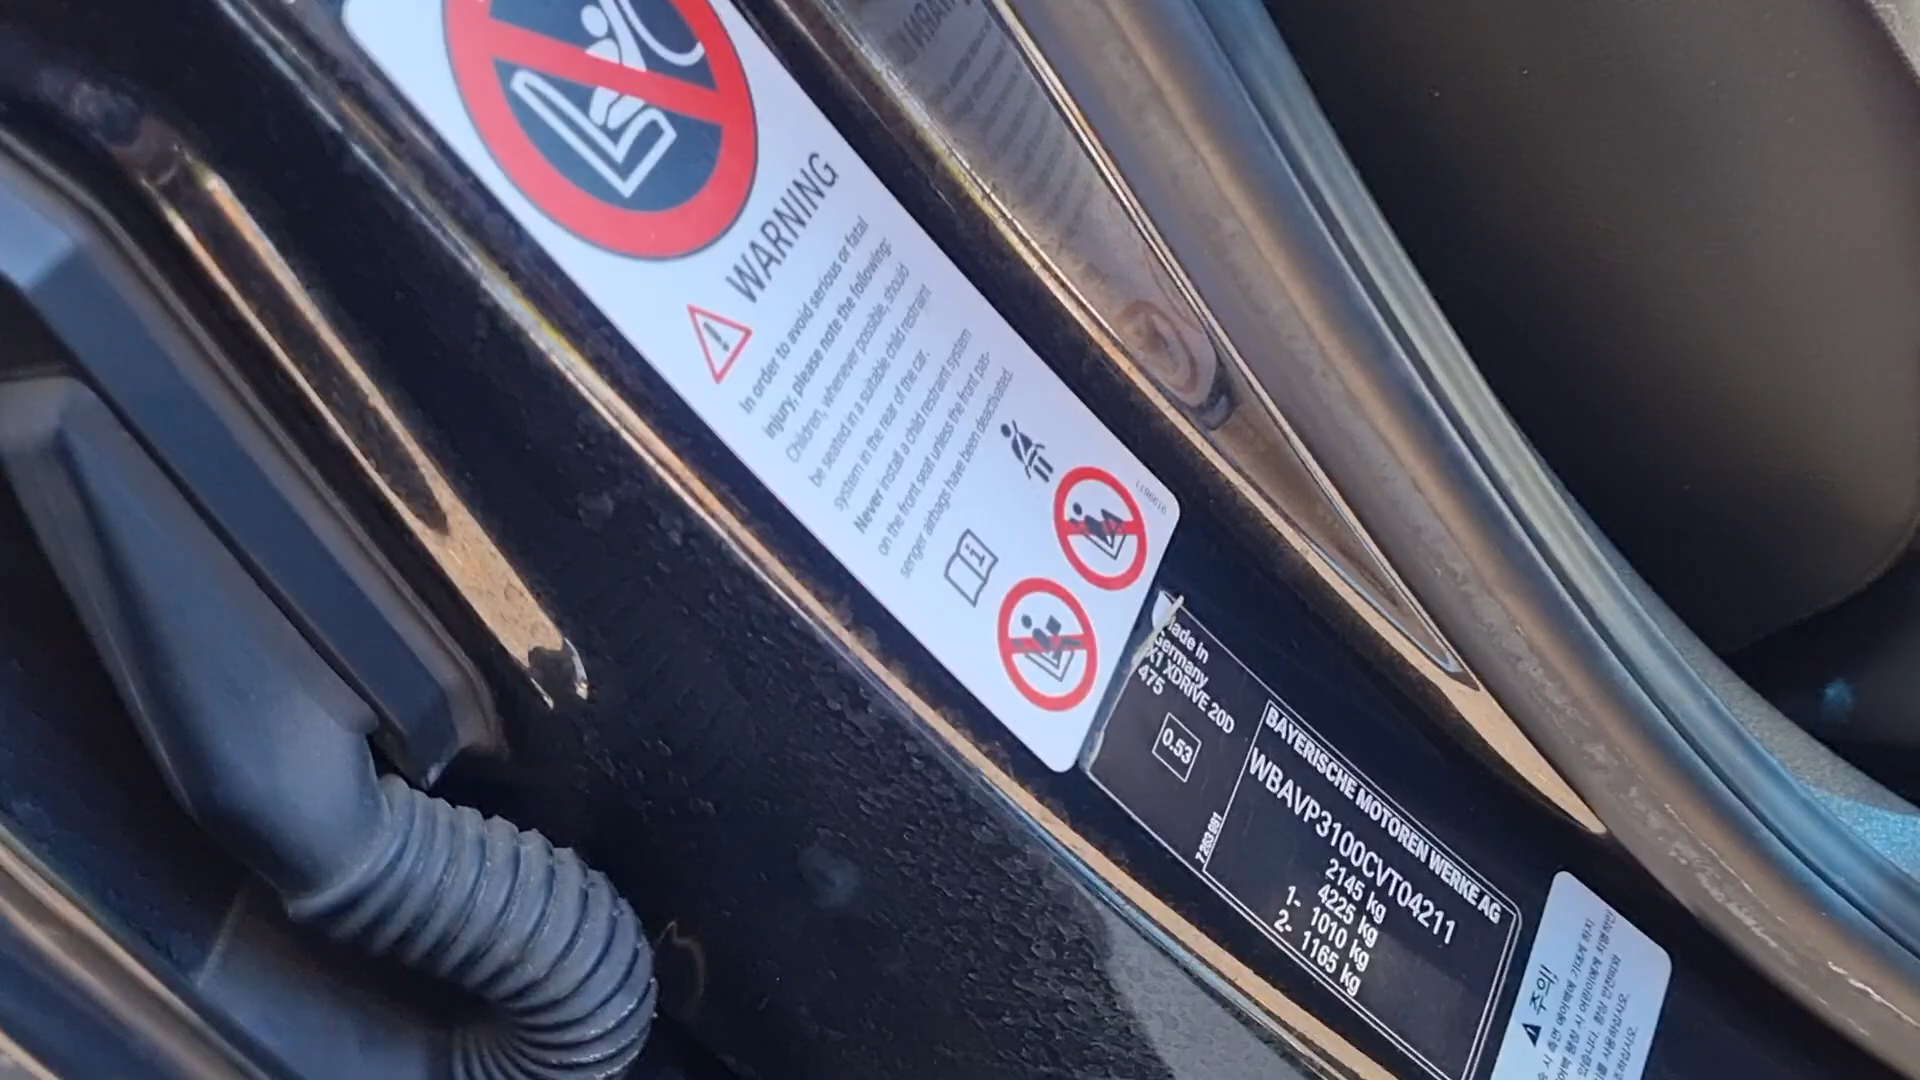 WARNING
In order to avoid serious or fatal
injury, please note the following:
Children, whenever possible, should
be seated in a suitable child restraint
system in the rear of the car.
Never install a child restraint system
on the front seat unless the front pas-
senger airbags have been deactivated.
Made in
Germany
X1 XDRIVE 20D
475
0.53
7 263 981
BAYERISCHE MOTOREN WERKE AG
WBAVP3100CVT04211
2145 kg
4225 kg
1- 1010 kg
2- 1165 kg
주의!